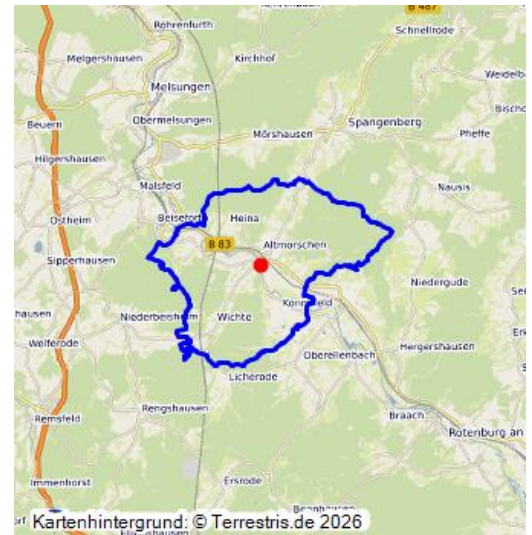 B 487
Röhrenfurth
Schnellrode
Melgershausen
Kirchhof
Melsungen
Weidelb
Beuern
Obermelsungen
Spangenberg
Bischo
Mörshausen
Pfieffe
Hilgershausen
Malsfeld
Nausis
Ostheim
Beiseförth
Heina
Sipperhausen
B 83
Altmorschen
Niedergude
hausen
Niederbeisheim
Wichte
Konnefeld
Welferode
Oberellenbach
Hergershausen
Licherode
Remsfeld
Rengshausen
Braach
Rotenburg an
Immenhorst
Ersrode
Kartenhintergrund: © Terrestris.de 2026